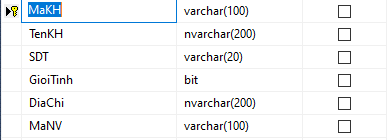 MaKH varchar(100)
TenKH nvarchar(200)
SDT varchar(20)
GioiTinh bit
DiaChi nvarchar(200)
MaNV varchar(100)